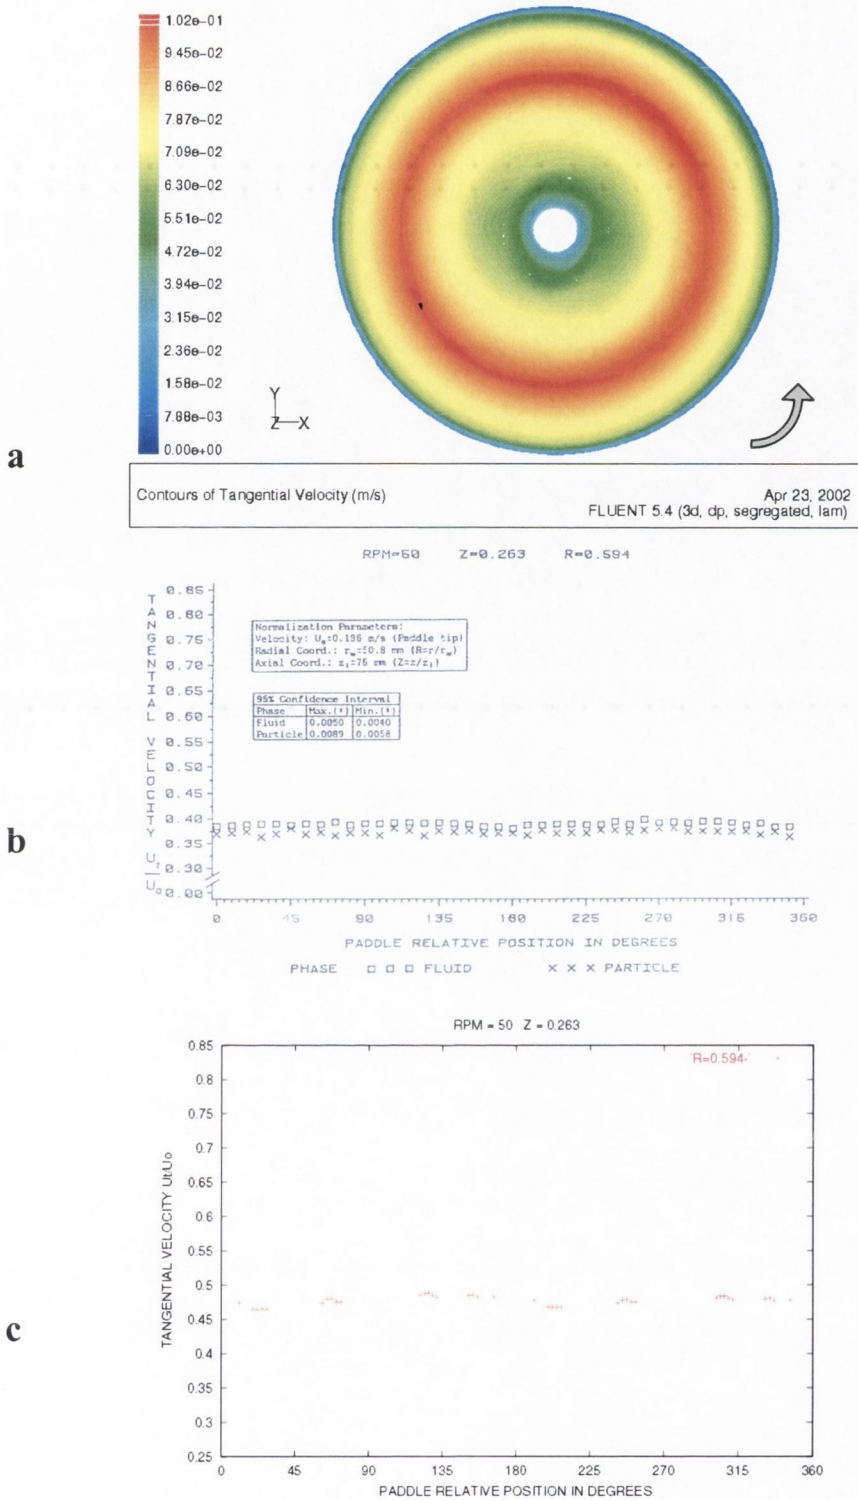 1.02e-01
9.45e-02
8.66e-02
7.87e-02
7.09e-02
6.30e-02
5.51e-02
4.72e-02
3.94e-02
3.15e-02
2.36e-02
1.58e-02
7.88e-03
0.00e+00
Y
Z X
a
Contours of Tangential Velocity (m/s)
Apr 23, 2002
FLUENT 5.4 (3d, dp, segregated, lam)
RPM=50 Z=0.263 R=0.594
TANGENTIAL VELOCITY
0.85
0.80
0.75
0.70
0.65
0.60
0.55
0.50
0.45
0.40
0.35
0.30
0.00
Normalization Parameters:
Velocity: U₀=0.196 m/s (Paddle tip)
Radial Coord.: r_w=50.8 mm (R=r/r_w)
Axial Coord.: z₁=76 mm (Z=z/z₁)
95% Confidence Interval
Phase Max.(*) Min.(*)
Fluid 0.0050 0.0040
Particle 0.0089 0.0056
b
0 45 90 135 180 225 270 315 360
PADDLE RELATIVE POSITION IN DEGREES
PHASE FLUID PARTICLE
RPM = 50 Z = 0.263
'R=0.594-'
TANGENTIAL VELOCITY Ut/Uo
0.85
0.8
0.75
0.7
0.65
0.6
0.55
0.5
0.45
0.4
0.35
0.3
0.25
c
0 45 90 135 180 225 270 315 360
PADDLE RELATIVE POSITION IN DEGREES